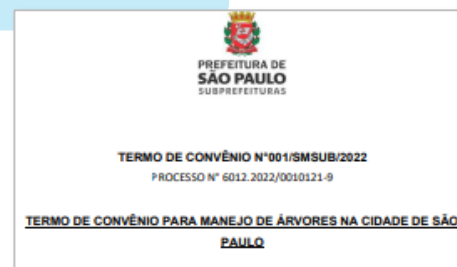 PREFEITURA DE
SÃO PAULO
SUBPREFEITURAS
TERMO DE CONVÊNIO N°001/SMSUB/2022
PROCESSO N° 6012.2022/0010121-9
TERMO DE CONVÊNIO PARA MANEJO DE ÁRVORES NA CIDADE DE SÃO
PAULO